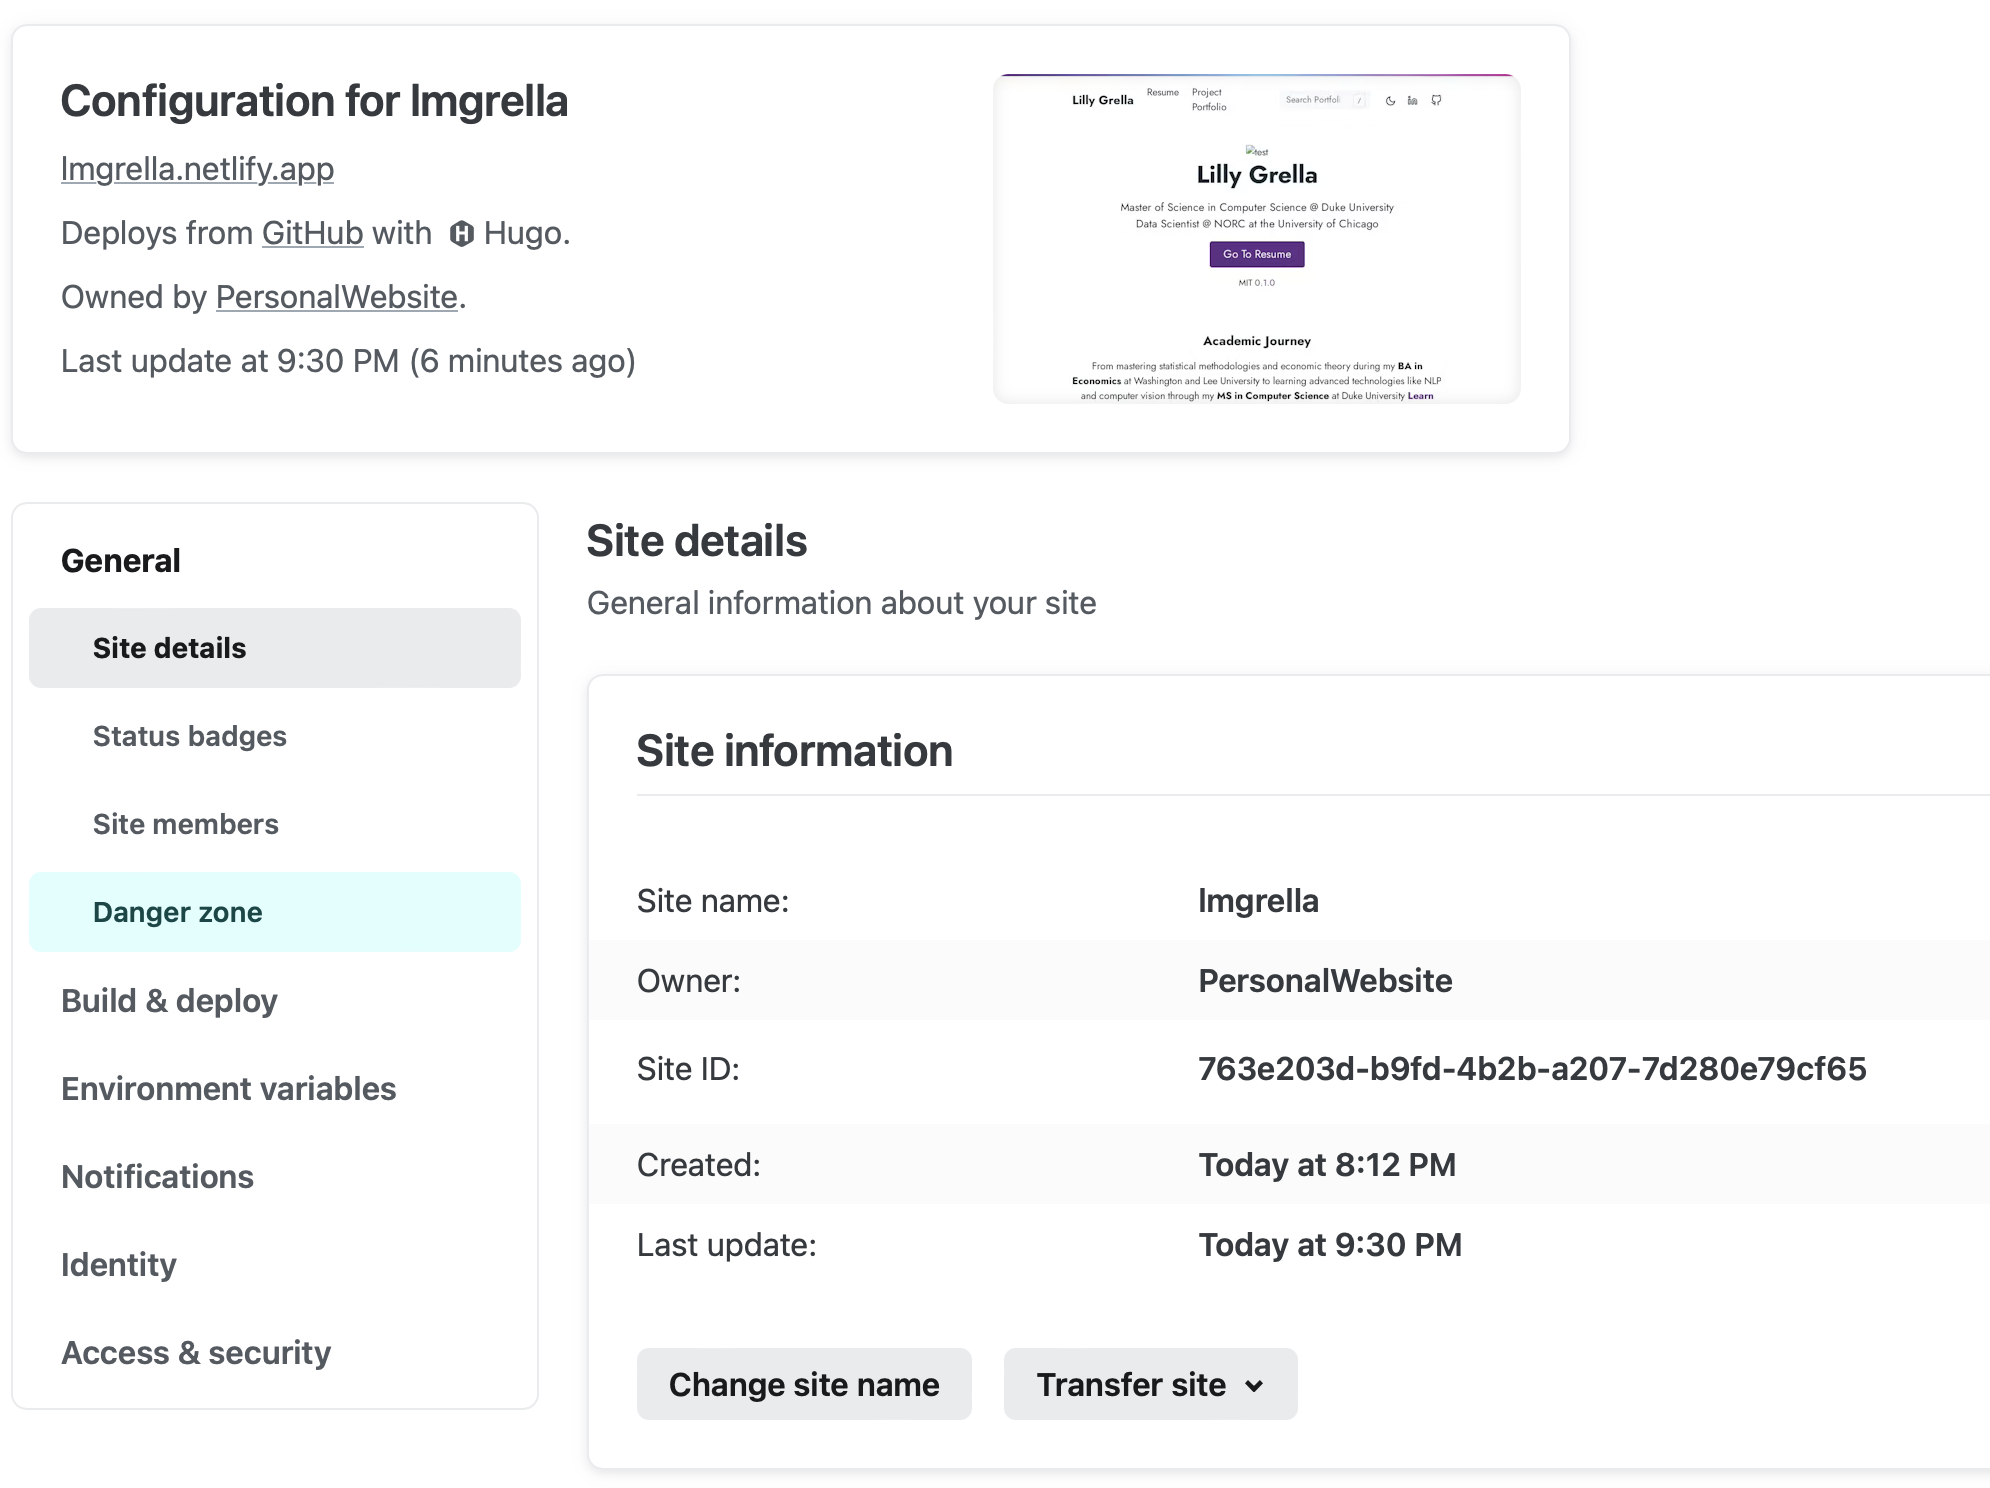 Configuration for lmgrella
lmgrella.netlify.app
Deploys from GitHub with Hugo.
Owned by PersonalWebsite.
Last update at 9:30 PM (6 minutes ago)
Lilly Grella
Resume
Project
Portfolio
Search Portfoli /
test
Lilly Grella
Master of Science in Computer Science @ Duke University
Data Scientist @ NORC at the University of Chicago
Go To Resume
MIT 0.1.0
Academic Journey
From mastering statistical methodologies and economic theory during my BA in
Economics at Washington and Lee University to learning advanced technologies like NLP
and computer vision through my MS in Computer Science at Duke University Learn
General
Site details
Status badges
Site members
Danger zone
Build & deploy
Environment variables
Notifications
Identity
Access & security
Site details
General information about your site
Site information
Site name: lmgrella
Owner: PersonalWebsite
Site ID: 763e203d-b9fd-4b2b-a207-7d280e79cf65
Created: Today at 8:12 PM
Last update: Today at 9:30 PM
Change site name
Transfer site